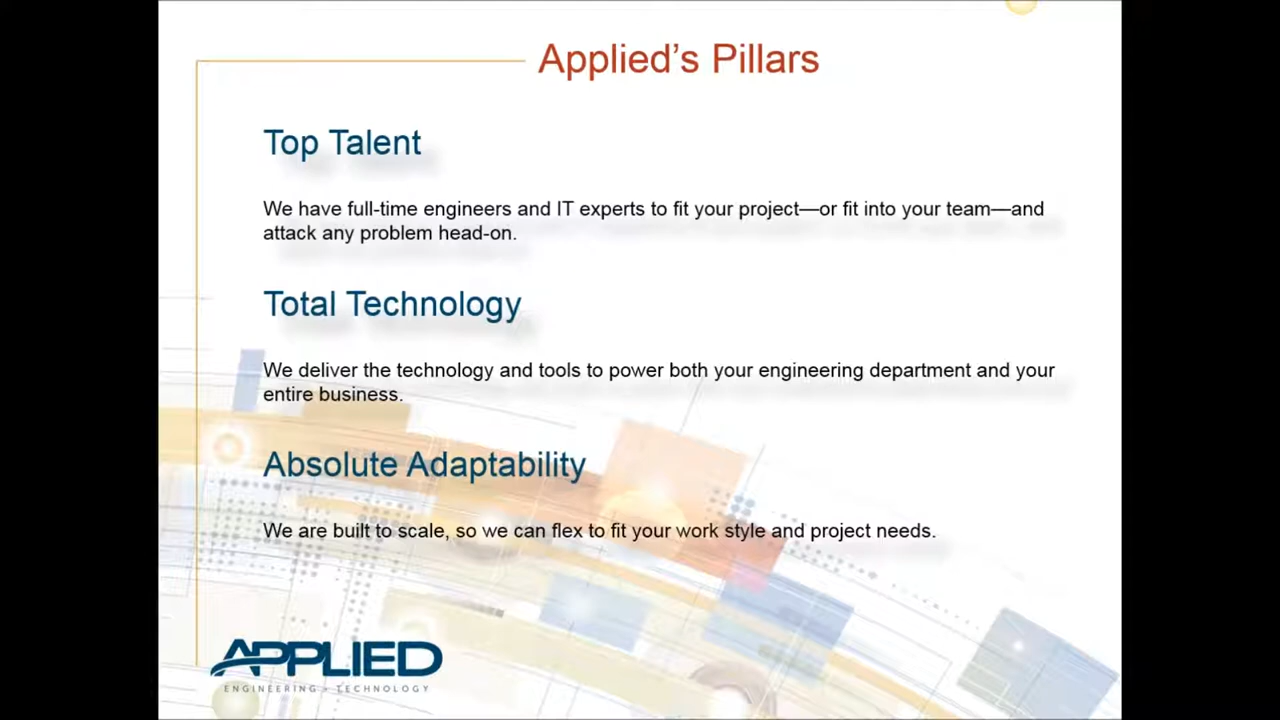 Applied's Pillars
Top Talent
We have full-time engineers and IT experts to fit your project—or fit into your team—and
attack any problem head-on.
Total Technology
We deliver the technology and tools to power both your engineering department and your
entire business.
Absolute Adaptability
We are built to scale, so we can flex to fit your work style and project needs.
APPLIED
ENGINEERING > TECHNOLOGY